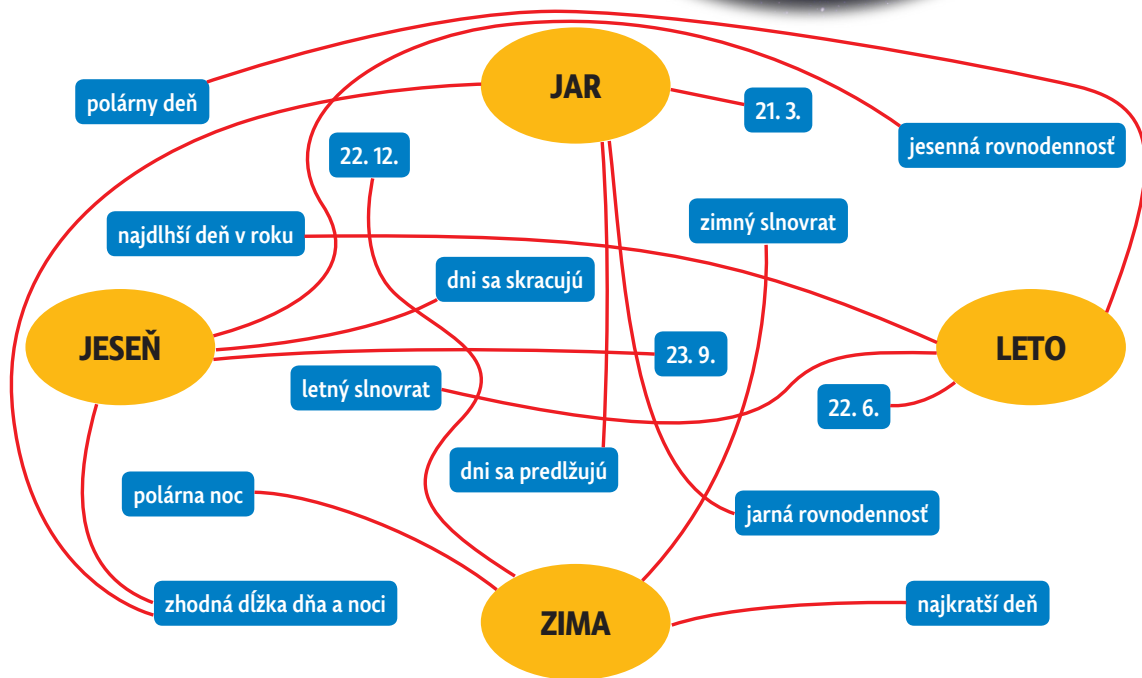 JAR
polárny deň
21. 3.
jesenná rovnodennosť
22. 12.
najdlhší deň v roku
zimný slnovrat
dni sa skracujú
JESEŇ
23. 9.
LETO
letný slnovrat
22. 6.
dni sa predlžujú
polárna noc
jarná rovnodennosť
zhodná dĺžka dňa a noci
ZIMA
najkratší deň